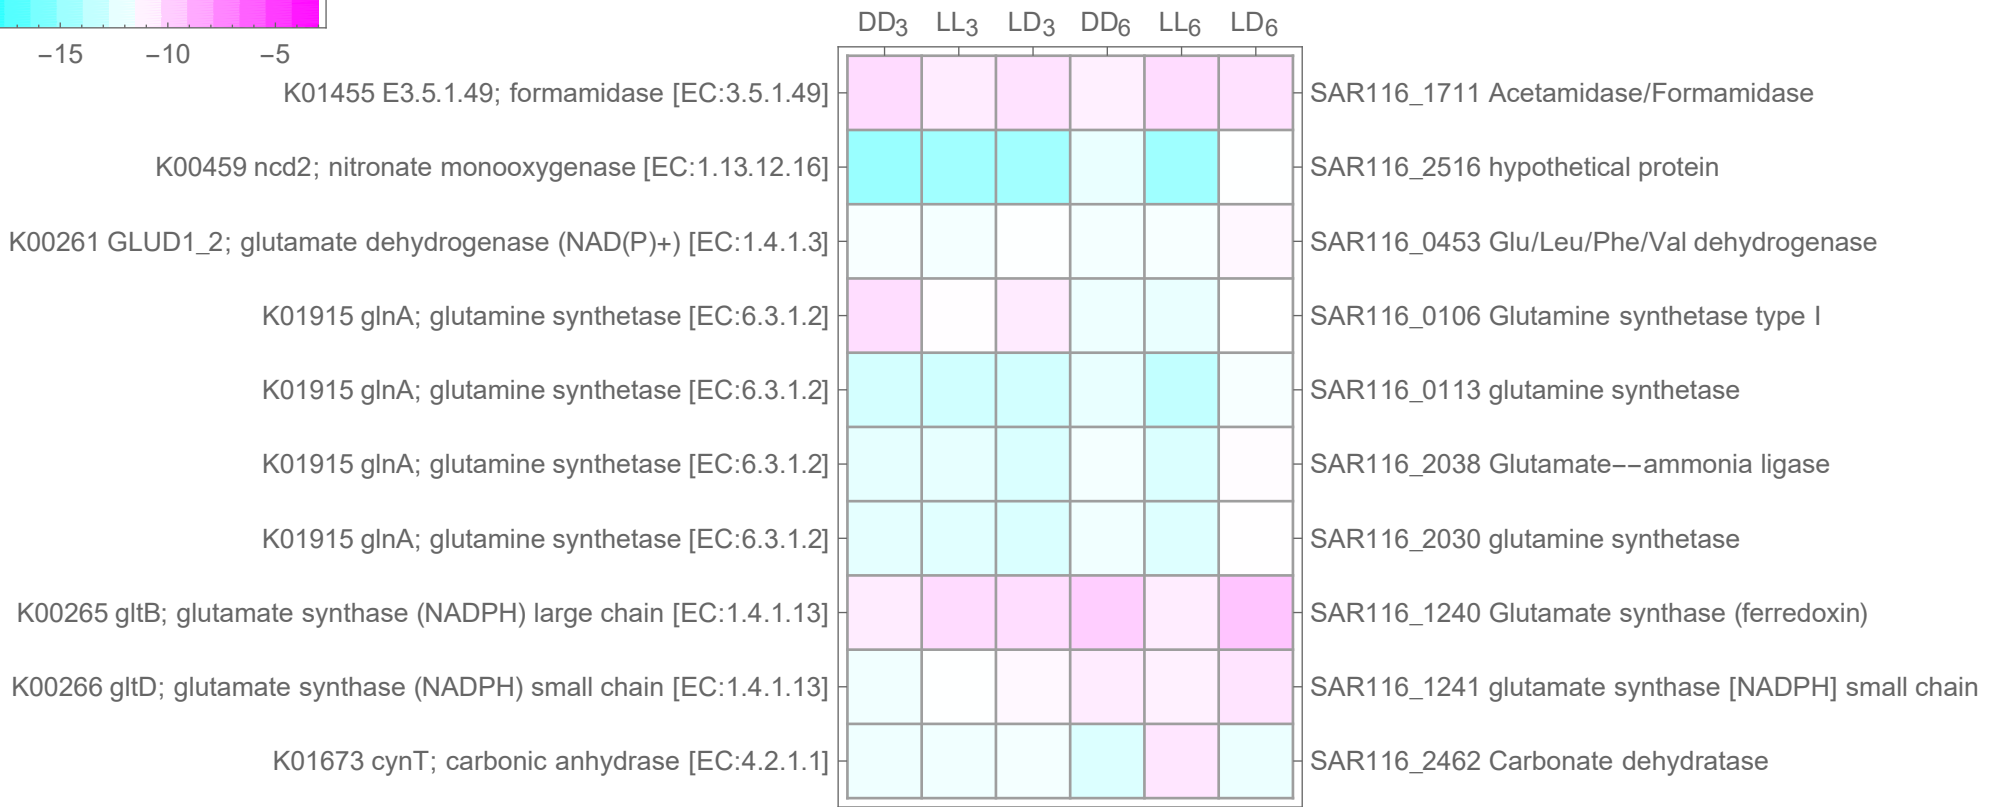 DD3 LL3 LD3 DD6 LL6 LD6
−15 −10 −5
K01455 E3.5.1.49; formamidase [EC:3.5.1.49] SAR116_1711 Acetamidase/Formamidase
K00459 ncd2; nitronate monooxygenase [EC:1.13.12.16] SAR116_2516 hypothetical protein
K00261 GLUD1_2; glutamate dehydrogenase (NAD(P)+) [EC:1.4.1.3] SAR116_0453 Glu/Leu/Phe/Val dehydrogenase
K01915 glnA; glutamine synthetase [EC:6.3.1.2] SAR116_0106 Glutamine synthetase type I
K01915 glnA; glutamine synthetase [EC:6.3.1.2] SAR116_0113 glutamine synthetase
K01915 glnA; glutamine synthetase [EC:6.3.1.2] SAR116_2038 Glutamate−−ammonia ligase
K01915 glnA; glutamine synthetase [EC:6.3.1.2] SAR116_2030 glutamine synthetase
K00265 gltB; glutamate synthase (NADPH) large chain [EC:1.4.1.13] SAR116_1240 Glutamate synthase (ferredoxin)
K00266 gltD; glutamate synthase (NADPH) small chain [EC:1.4.1.13] SAR116_1241 glutamate synthase [NADPH] small chain
K01673 cynT; carbonic anhydrase [EC:4.2.1.1] SAR116_2462 Carbonate dehydratase